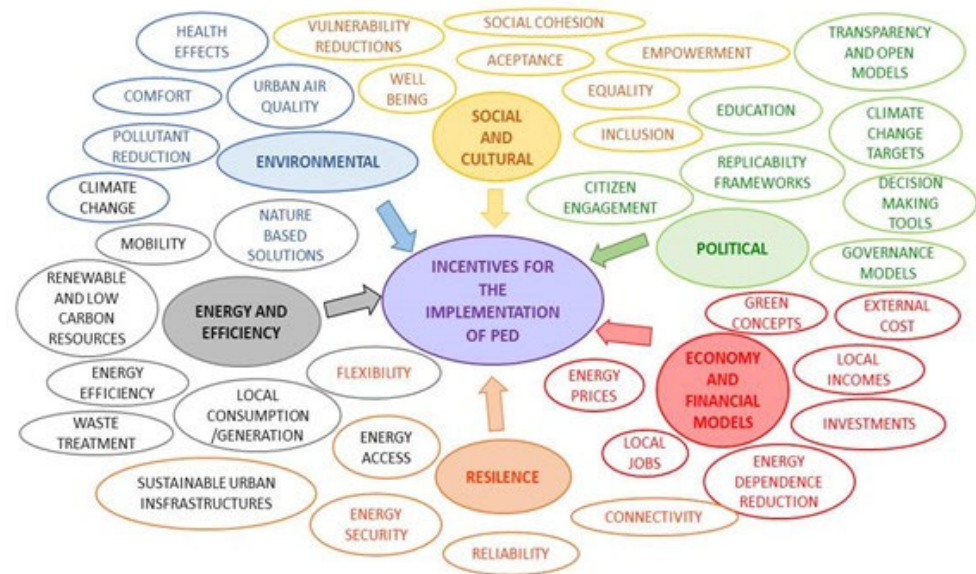 HEALTH
EFFECTS
VULNERABILITY
REDUCTIONS
SOCIAL COHESION
ACEPTANCE
EMPOWERMENT
TRANSPARENCY
AND OPEN
MODELS
COMFORT
URBAN AIR
QUALITY
WELL
BEING
EQUALITY
EDUCATION
SOCIAL
AND
CULTURAL
INCLUSION
CLIMATE
CHANGE
TARGETS
POLLUTANT
REDUCTION
ENVIRONMENTAL
REPLICABILTY
FRAMEWORKS
CLIMATE
CHANGE
CITIZEN
ENGAGEMENT
DECISION
MAKING
TOOLS
NATURE
BASED
SOLUTIONS
MOBILITY
POLITICAL
GOVERNANCE
MODELS
RENEWABLE
AND LOW
CARBON
RESOURCES
ENERGY AND
EFFICIENCY
INCENTIVES FOR
THE
IMPLEMENTATION
OF PED
GREEN
CONCEPTS
EXTERNAL
COST
ENERGY
EFFICIENCY
FLEXIBILITY
ENERGY
PRICES
ECONOMY
AND
FINANCIAL
MODELS
LOCAL
INCOMES
LOCAL
CONSUMPTION
/GENERATION
WASTE
TREATMENT
INVESTMENTS
ENERGY
ACCESS
LOCAL
JOBS
RESILENCE
ENERGY
DEPENDENCE
REDUCTION
SUSTAINABLE URBAN
INSFRASTRUCTURES
ENERGY
SECURITY
CONNECTIVITY
RELIABILITY